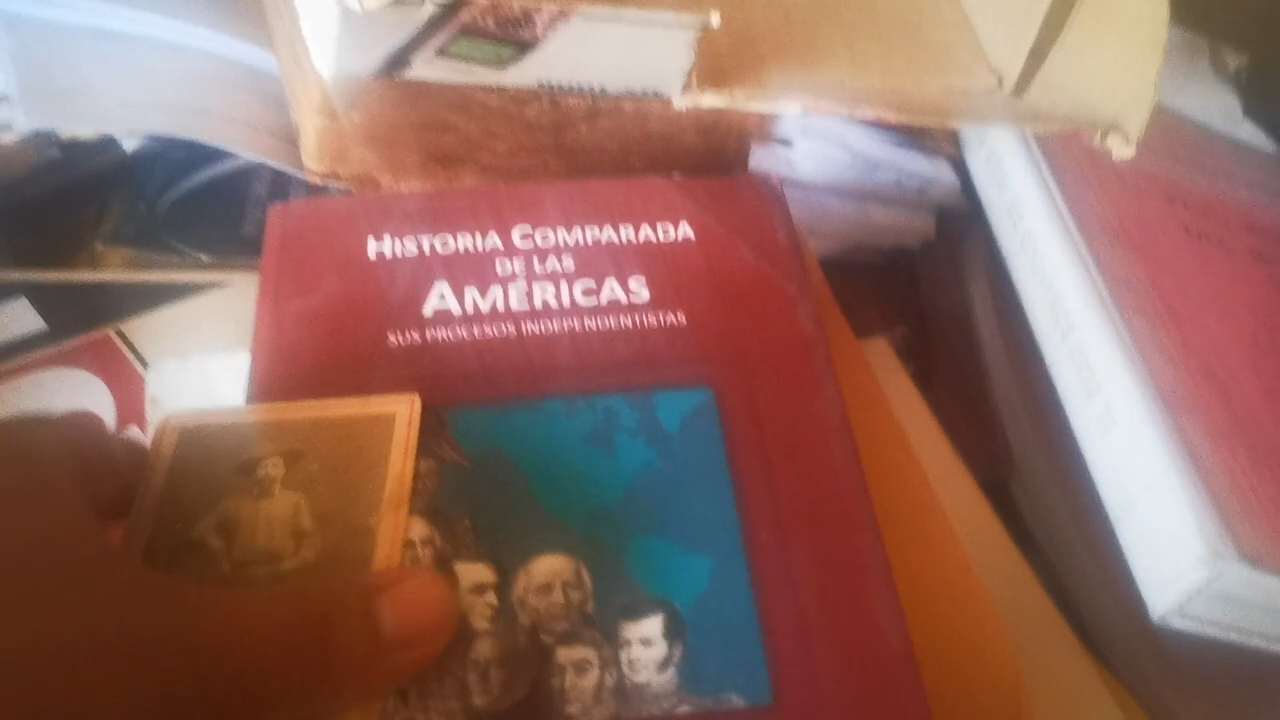 HISTORIA COMPARADA
DE LAS
AMÉRICAS
SUS PROCESOS INDEPENDENTISTAS